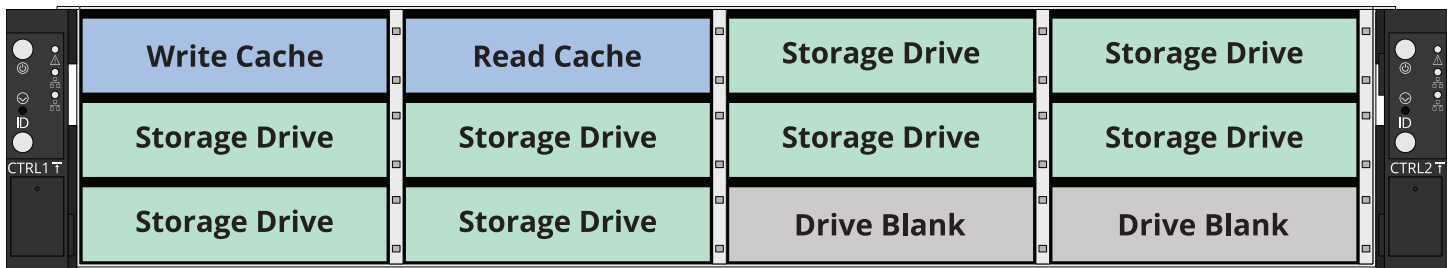 Write Cache Read Cache Storage Drive Storage Drive
Storage Drive Storage Drive Storage Drive Storage Drive
Storage Drive Storage Drive Drive Blank Drive Blank
ID
CTRL1
ID
CTRL2